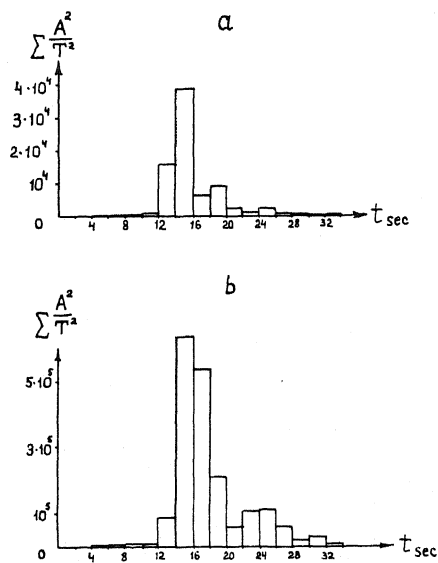 a
∑ A²/T²
4·10⁴
3·10⁴
2·10⁴
10⁴
0 4 8 12 16 20 24 28 32 t sec
b
∑ A²/T²
5·10⁵
3·10⁵
10⁵
0 4 8 12 16 20 24 28 32 t sec